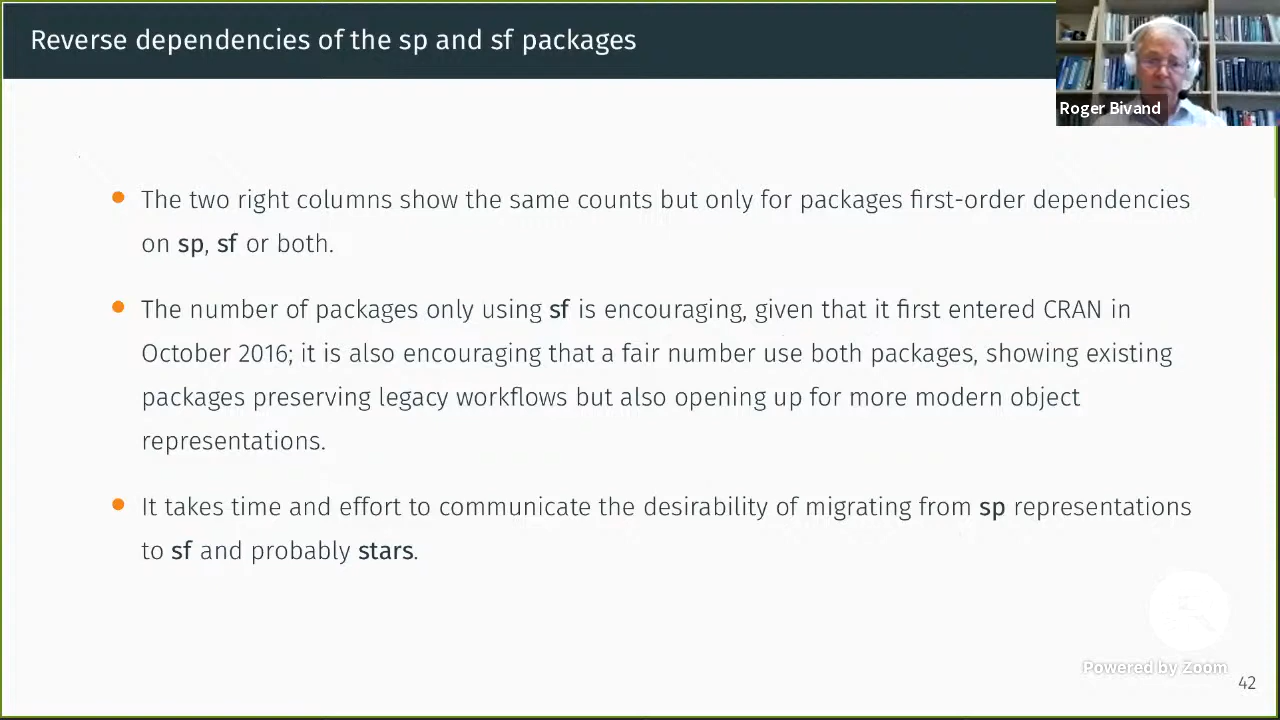 Reverse dependencies of the sp and sf packages
Roger Bivand
The two right columns show the same counts but only for packages first-order dependencies
on sp, sf or both.
The number of packages only using sf is encouraging, given that it first entered CRAN in
October 2016; it is also encouraging that a fair number use both packages, showing existing
packages preserving legacy workflows but also opening up for more modern object
representations.
It takes time and effort to communicate the desirability of migrating from sp representations
to sf and probably stars.
Powered by Zoom
42